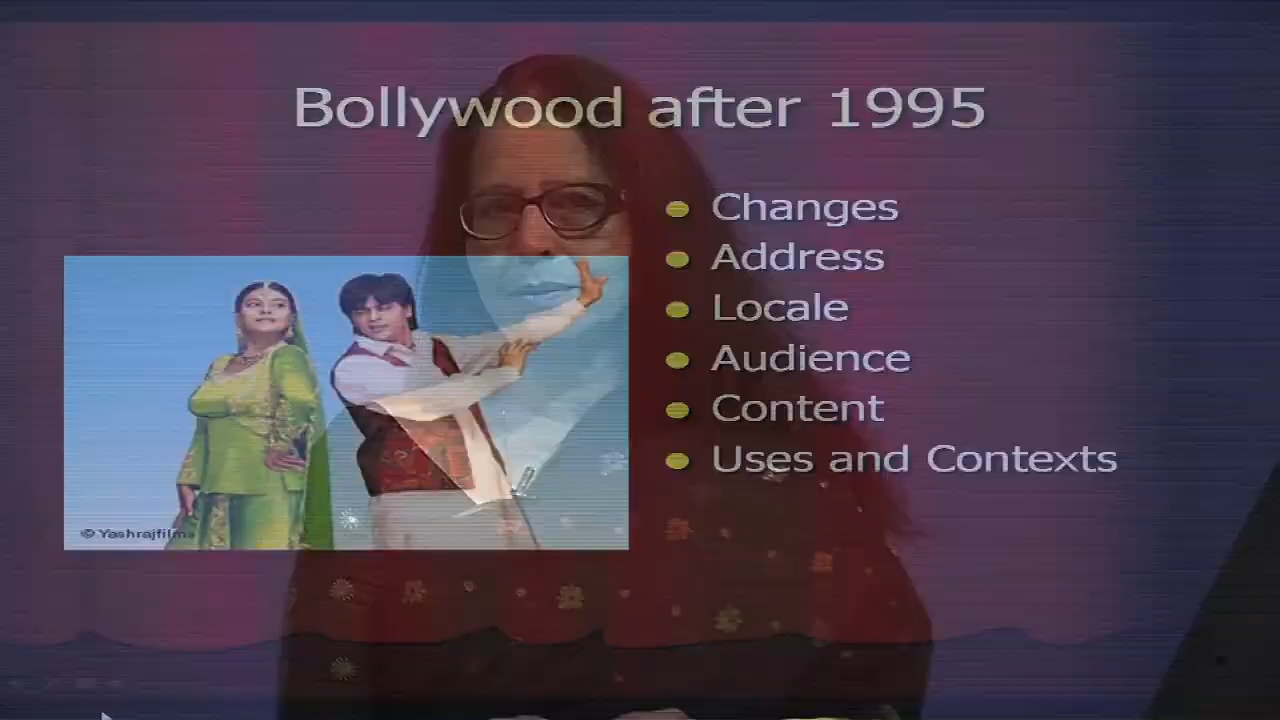 Bollywood after 1995
Changes
Address
Locale
Audience
Content
Uses and Contexts
© Yashrajfilms